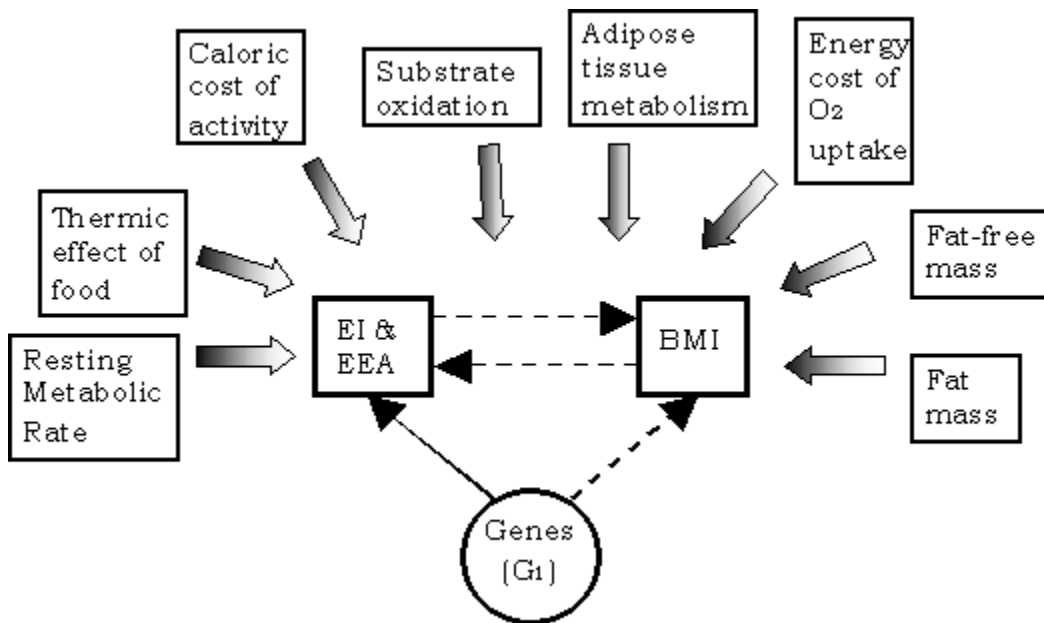 Caloric
cost of
activity
Substrate
oxidation
Adipose
tissue
metabolism
Energy
cost of
O2
uptake
Thermic
effect of
food
Fat-free
mass
EI &
EEA
BMI
Resting
Metabolic
Rate
Fat
mass
Genes
(G1)